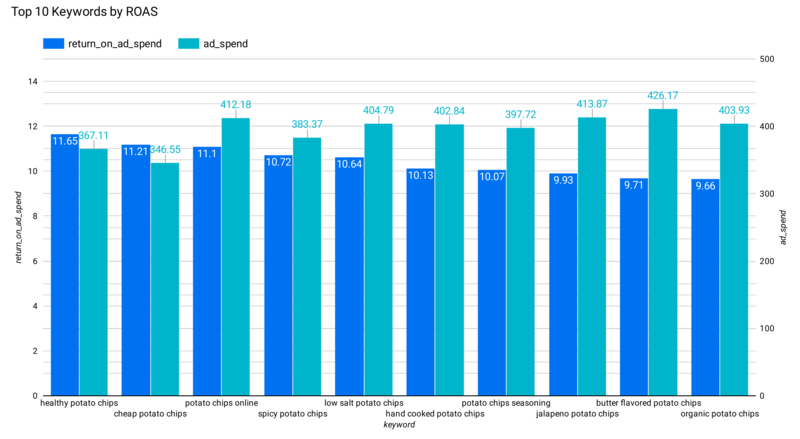 Top 10 Keywords by ROAS
return_on_ad_spend ad_spend
500
14
412.18 404.79 402.84 397.72 413.87 426.17 403.93
383.37
367.11
346.55
12 400
11.65 11.21 11.1 10.72 10.64 10.13 10.07 9.93 9.71 9.66
10
300
8
return_on_ad_spend
ad_spend
6 200
4
100
2
0 0
healthy potato chips potato chips online low salt potato chips potato chips seasoning butter flavored potato chips
cheap potato chips spicy potato chips hand cooked potato chips jalapeno potato chips organic potato chips
keyword